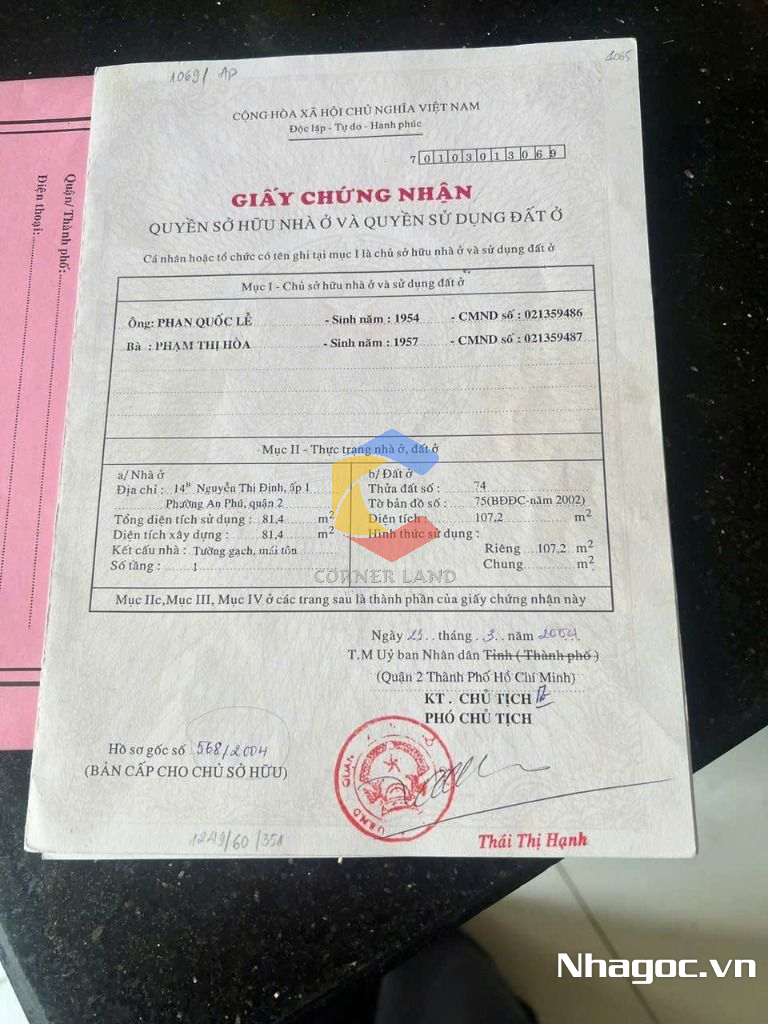 1069/ AP
4065
CỘNG HÒA XÃ HỘI CHỦ NGHĨA VIỆT NAM
Độc lập - Tự do - Hạnh phúc
7 0103013069
GIẤY CHỨNG NHẬN
QUYỀN SỞ HỮU NHÀ Ở VÀ QUYỀN SỬ DỤNG ĐẤT Ở
Cá nhân hoặc tổ chức có tên ghi tại mục I là chủ sở hữu nhà ở và sử dụng đất ở
Mục I - Chủ sở hữu nhà ở và sử dụng đất ở
Ông: PHAN QUỐC LỄ - Sinh năm : 1954 - CMND số : 021359486
Bà : PHẠM THỊ HÒA - Sinh năm : 1957 - CMND số : 021359487
Mục II - Thực trạng nhà ở, đất ở
a/ Nhà ở
Địa chỉ : 14B Nguyễn Thị Định, ấp 1
Phường An Phú, quận 2
Tổng diện tích sử dụng : 81,4 m2
Diện tích xây dựng : 81,4 m2
Kết cấu nhà : Tường gạch, mái tôn
Số tầng : 1
b/ Đất ở
Thửa đất số : 74
Tờ bản đồ số : 75(BĐĐC-năm 2002)
Diện tích : 107,2 m2
Hình thức sử dụng :
Riêng 107,2 m2
Chung m2
CORNER LAND
Mục IIc,Mục III, Mục IV ở các trang sau là thành phần của giấy chứng nhận này
Ngày 25 tháng 3 năm 2004
T.M Uỷ ban Nhân dân Tỉnh ( Thành phố )
(Quận 2 Thành Phố Hồ Chí Minh)
KT . CHỦ TỊCH
PHÓ CHỦ TỊCH
Hồ sơ gốc số 568/2004
(BẢN CẤP CHO CHỦ SỞ HỮU)
UBND QUẬN
Thái Thị Hạnh
1249/60/351
Quận/ Thành phố:
Điện thoại:
Nhagoc.vn